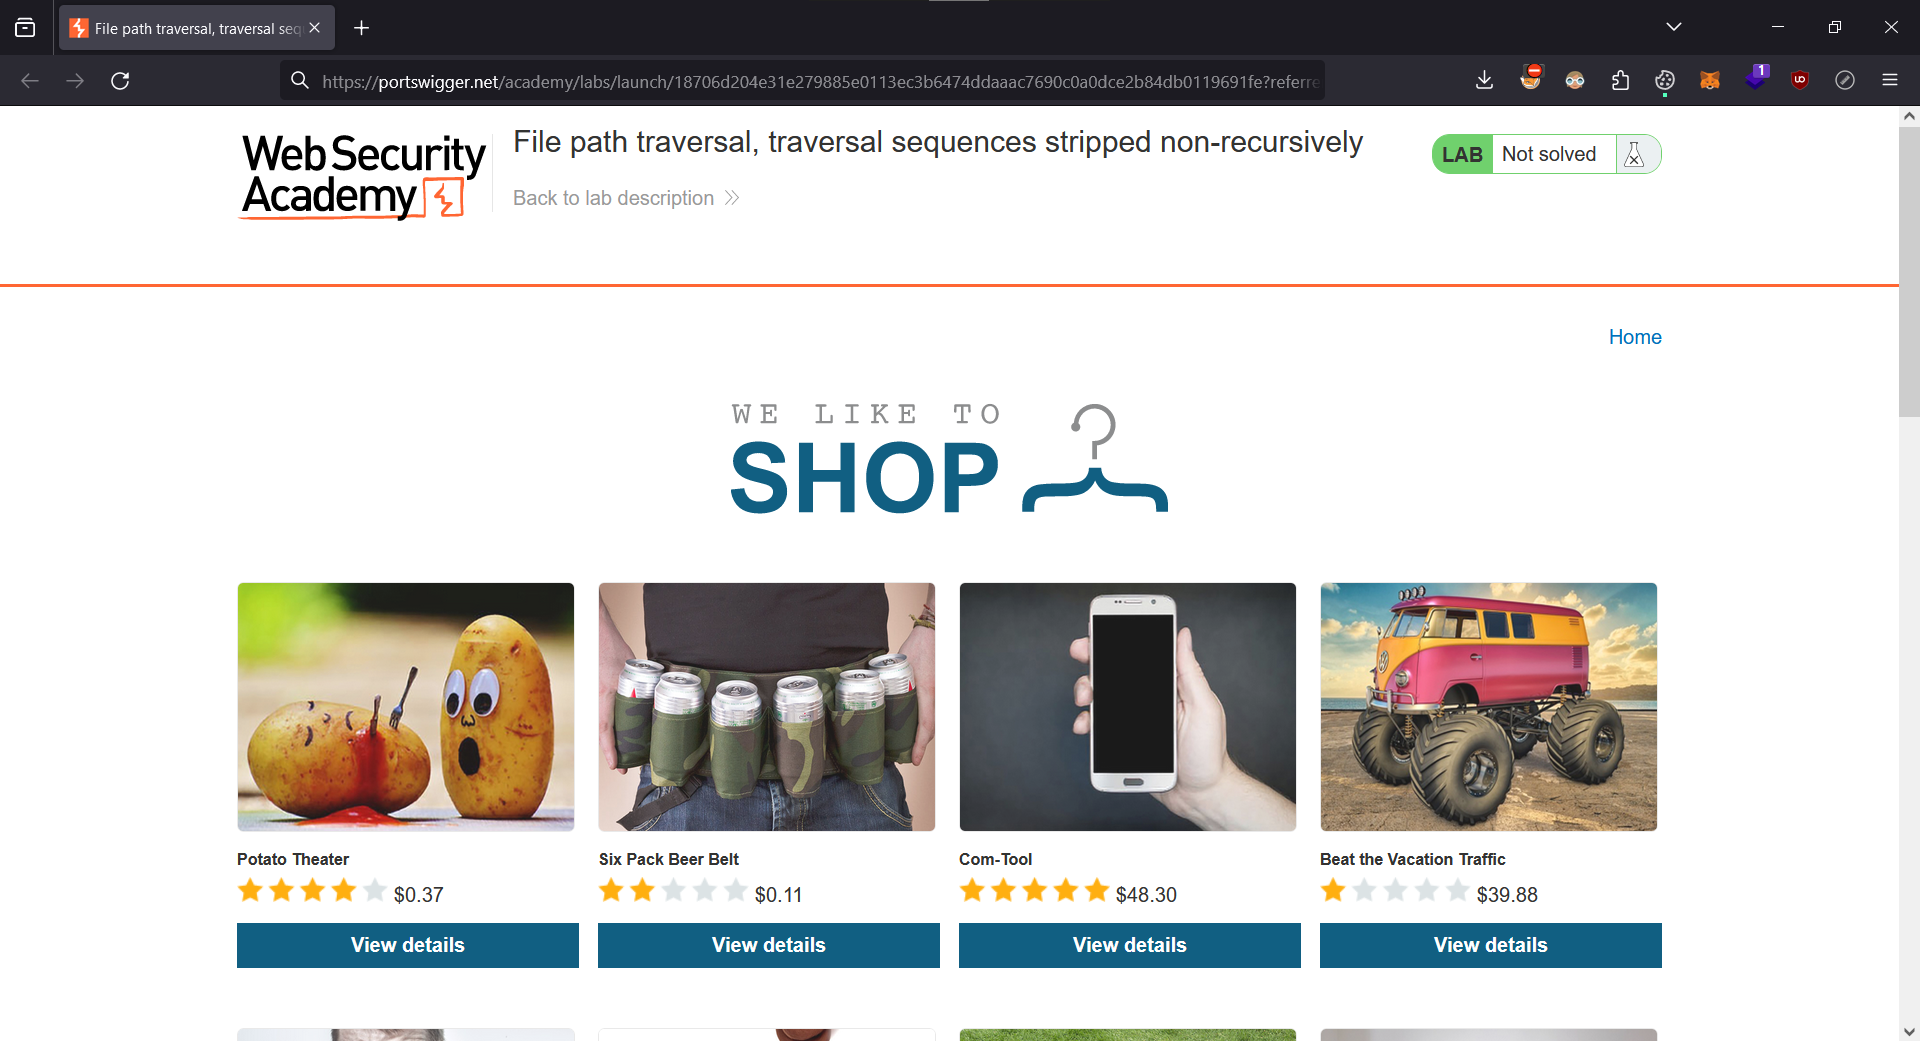 File path traversal, traversal seq
https://portswigger.net/academy/labs/launch/18706d204e31e279885e0113ec3b6474ddaaac7690c0a0dce2b84db0119691fe?referre
1
WebSecurity
Academy
File path traversal, traversal sequences stripped non-recursively
Back to lab description
LAB Not solved
Home
WE LIKE TO
SHOP
Potato Theater
$0.37
View details
Six Pack Beer Belt
$0.11
View details
Com-Tool
$48.30
View details
Beat the Vacation Traffic
$39.88
View details